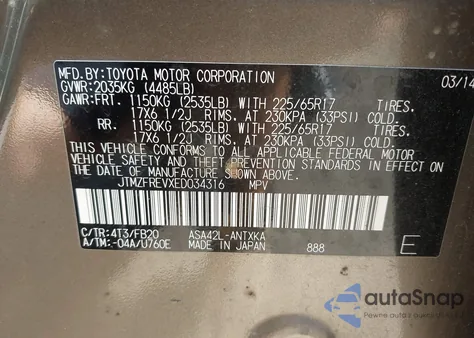 MFD.BY: TOYOTA MOTOR CORPORATION 03/14
GVWR: 2035KG (4485LB)
GAWR: FRT. 1150KG (2535LB) WITH 225/65R17 TIRES.
17X6 1/2J RIMS. AT 230KPA (33PSI) COLD
RR. 1150KG (2535LB) WITH 225/65R17 TIRES.
17X6 1/2J RIMS. AT 230KPA (33PSI) COLD
THIS VEHICLE CONFORMS TO ALL APPLICABLE FEDERAL MOTOR
VEHICLE SAFETY AND THEFT PREVENTION STANDARDS IN EFFECT ON
THE DATE OF MANUFACTURE SHOWN ABOVE.
JTMZFREVXED034316 MPV
MADE IN JAPAN
C/TR: 4T3/FB20 ASA42L-ANTXKA
A/TM: -04A/U760E 888 E
autoSnap
Pewne auto z dobrych